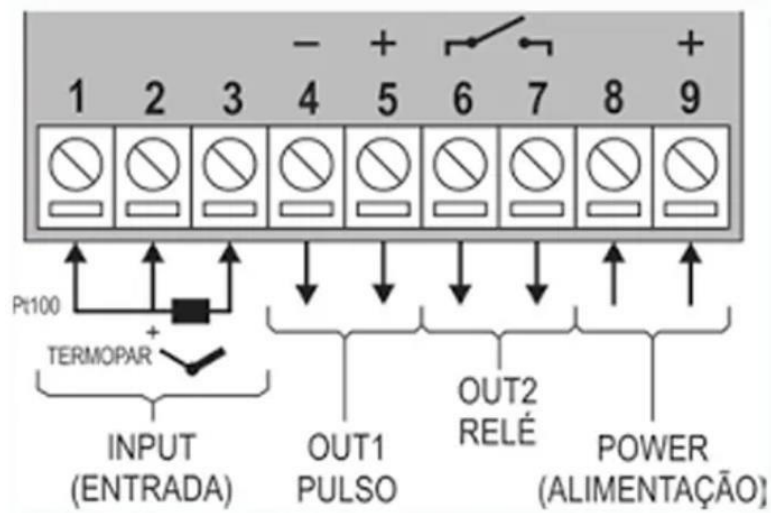 − + +
1 2 3 4 5 6 7 8 9
Pt100
+
TERMOPAR
INPUT
(ENTRADA)
OUT1
PULSO
OUT2
RELÉ
POWER
(ALIMENTAÇÃO)